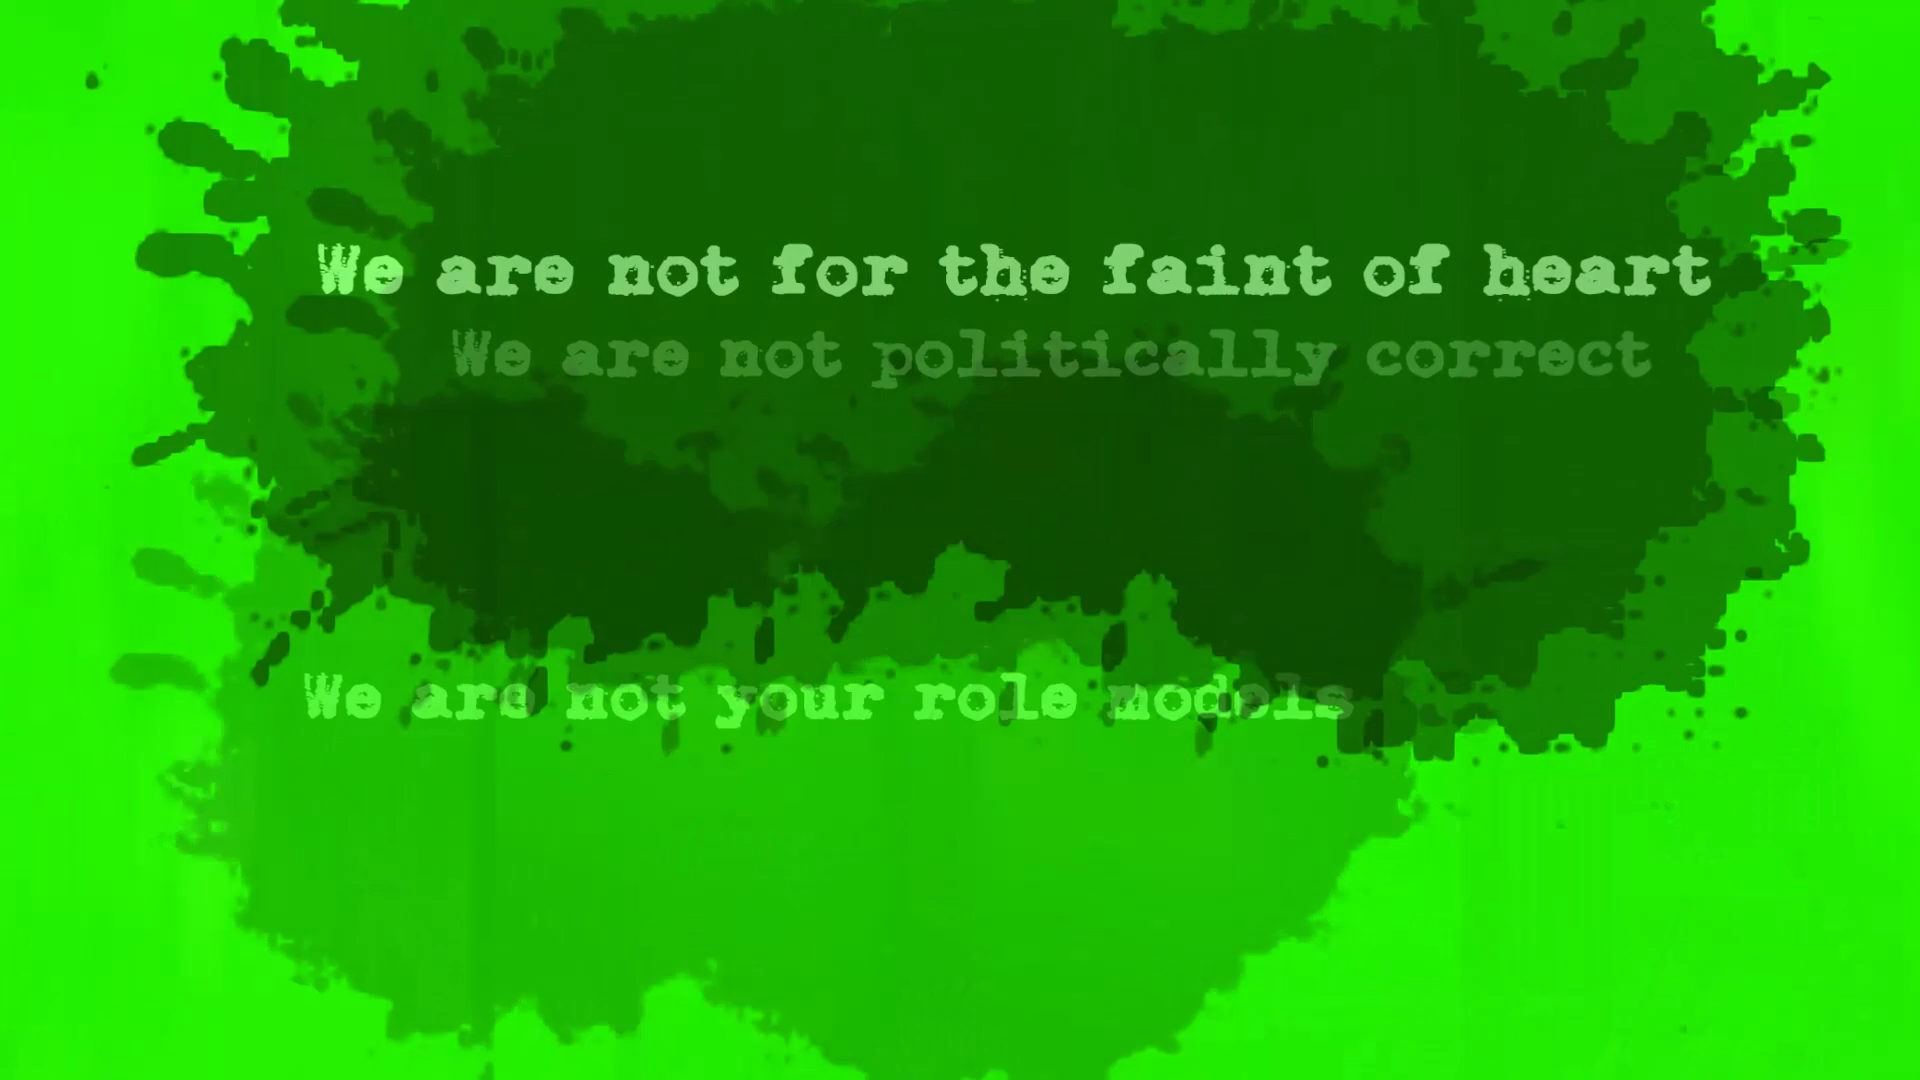 We are not for the faint of heart
We are not politically correct
We are not your role models